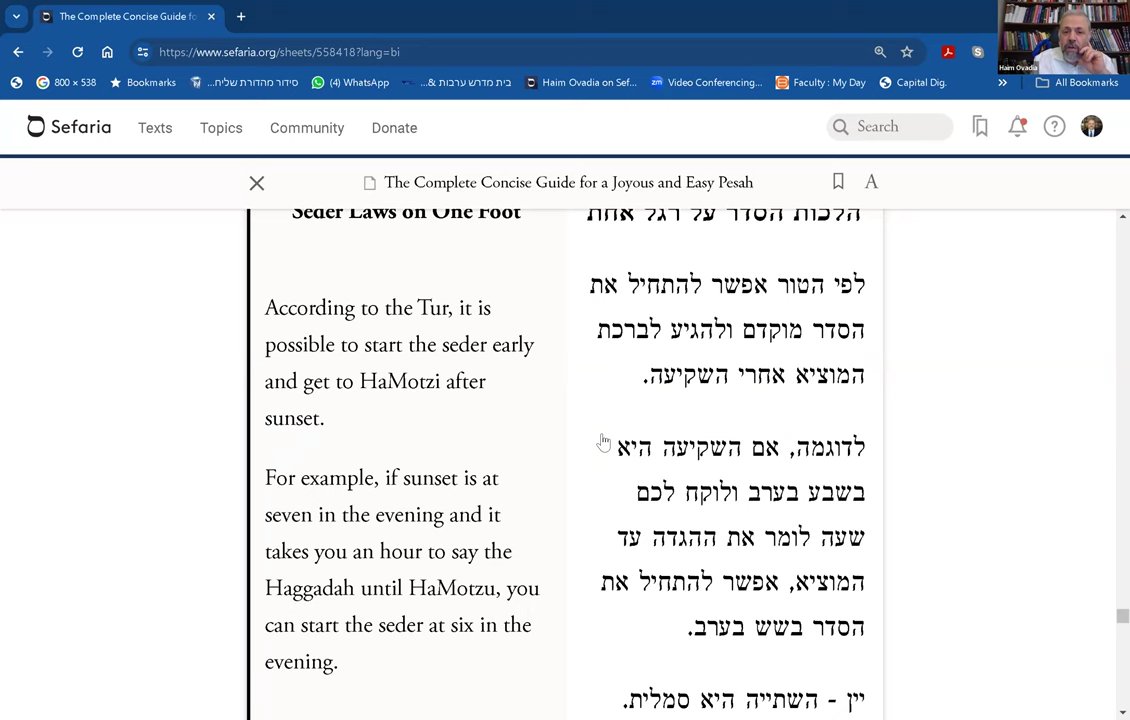 The Complete Concise Guide fo
https://www.sefaria.org/sheets/558418?lang=bi
800 × 538
Bookmarks
סידור מהדורת שליח...
(4) WhatsApp
בית מדרש ערבות &...
Haim Ovadia on Sef...
Video Conferencing...
Faculty : My Day
Capital Dig.
»
All Bookmarks
Haim Ovadia
Sefaria
Texts
Topics
Community
Donate
Search
The Complete Concise Guide for a Joyous and Easy Pesah
A
Seder Laws on One Foot
According to the Tur, it is
possible to start the seder early
and get to HaMotzi after
sunset.
For example, if sunset is at
seven in the evening and it
takes you an hour to say the
Haggadah until HaMotzu, you
can start the seder at six in the
evening.
הלכות הסדר על רגל אחת
לפי הטור אפשר להתחיל את
הסדר מוקדם ולהגיע לברכת
המוציא אחרי השקיעה.
לדוגמה, אם השקיעה היא
בשבע בערב ולוקח לכם
שעה לומר את ההגדה עד
המוציא, אפשר להתחיל את
הסדר בשש בערב.
יין - השתייה היא סמלית.